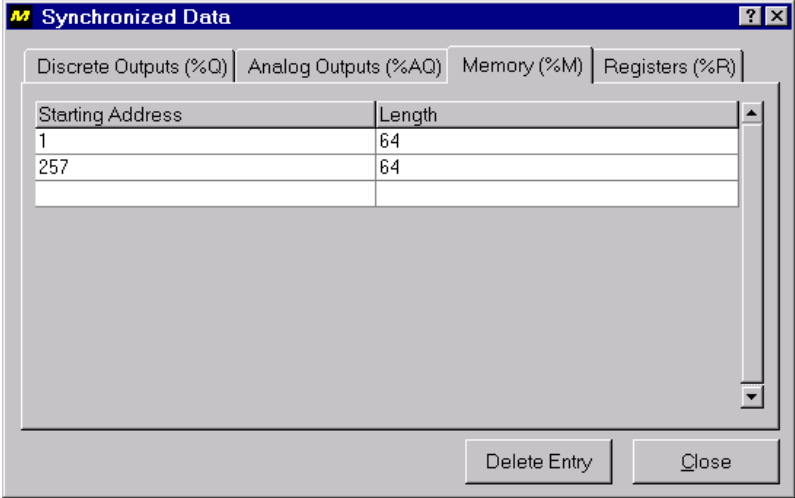 M Synchronized Data ? ×
Discrete Outputs (%Q) Analog Outputs (%AQ) Memory (%M) Registers (%R)
Starting Address Length
1 64
257 64
Delete Entry Close